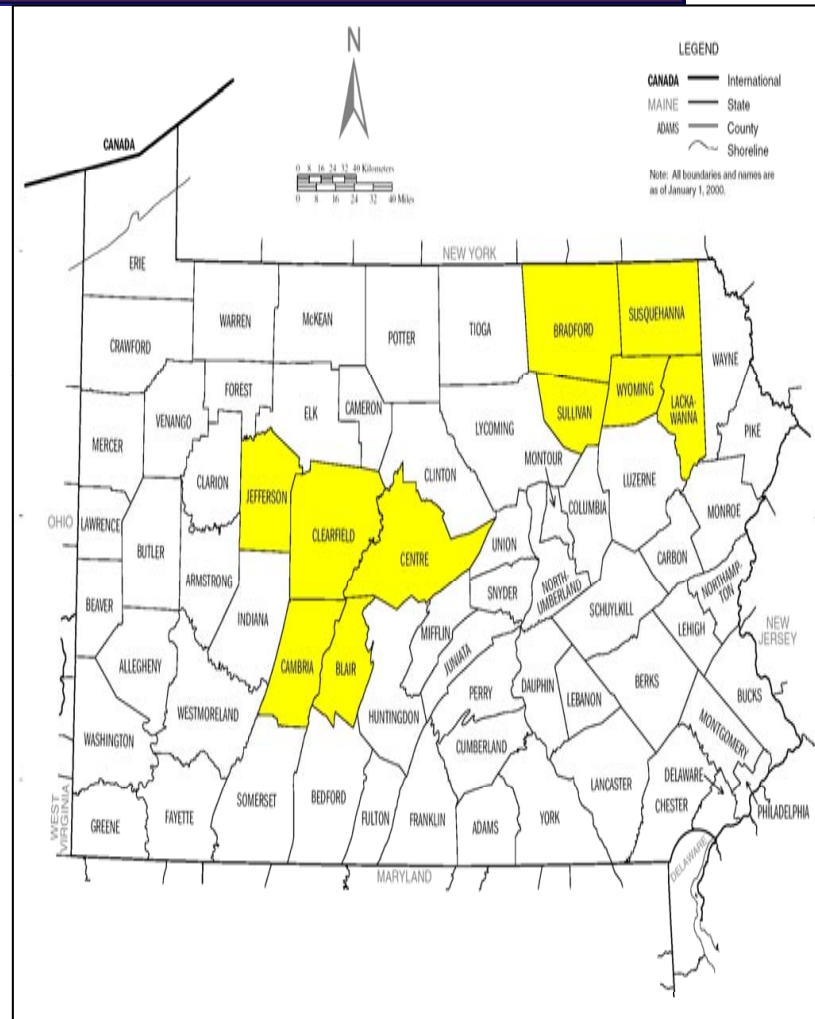 N
LEGEND
CANADA International
MAINE State
ADAMS County
Shoreline
Note: All boundaries and names are
as of January 1, 2000.
0 8 16 24 32 40 Kilometers
0 8 16 24 32 40 Miles
CANADA
NEW YORK
ERIE
WARREN
McKEAN
POTTER
TIOGA
BRADFORD
SUSQUEHANNA
WAYNE
CRAWFORD
FOREST
ELK
CAMERON
LYCOMING
SULLIVAN
WYOMING
LACKA-
WANNA
PIKE
MERCER
VENANGO
CLARION
JEFFERSON
CLEARFIELD
CLINTON
CENTRE
MONTOUR
COLUMBIA
LUZERNE
MONROE
OHIO
LAWRENCE
BUTLER
ARMSTRONG
UNION
SNYDER
NORTH-
UMBERLAND
CARBON
NORTHAMP-
TON
SCHUYLKILL
LEHIGH
NEW
JERSEY
BEAVER
INDIANA
ALLEGHENY
CAMBRIA
BLAIR
MIFFLIN
JUNIATA
PERRY
DAUPHIN
LEBANON
BERKS
BUCKS
MONTGOMERY
WESTMORELAND
HUNTINGDON
CUMBERLAND
WASHINGTON
LANCASTER
DELAWARE
CHESTER
PHILADELPHIA
WEST
VIRGINIA
GREENE
FAYETTE
SOMERSET
BEDFORD
FULTON
FRANKLIN
ADAMS
YORK
MARYLAND
DELAWARE